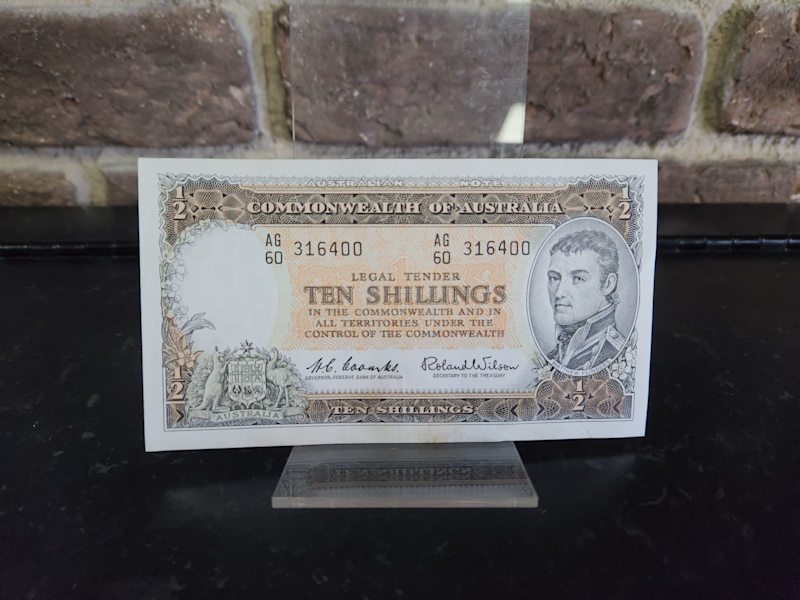 AUSTRALIAN NOTE
1/2 COMMONWEALTH OF AUSTRALIA 1/2
AG 60 316400 AG 60 316400
LEGAL TENDER
TEN SHILLINGS
IN THE COMMONWEALTH AND IN
ALL TERRITORIES UNDER THE
CONTROL OF THE COMMONWEALTH
H.C. Coombs. Roland Wilson
GOVERNOR, RESERVE BANK OF AUSTRALIA SECRETARY TO THE TREASURY
1/2 AUSTRALIA TEN SHILLINGS 1/2